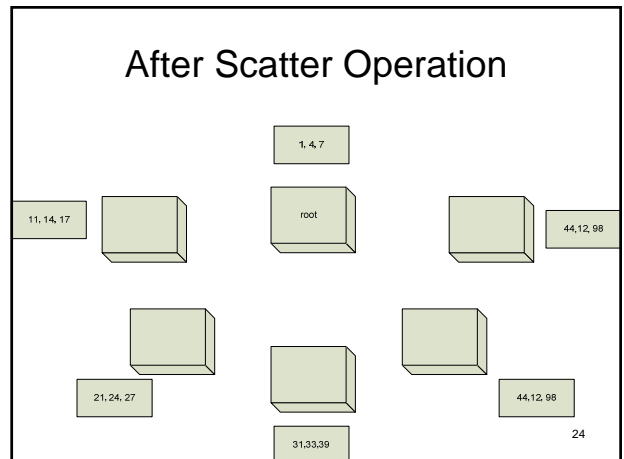 After Scatter Operation
1, 4, 7
root
11, 14, 17
44,12, 98
21, 24, 27
44,12, 98
31,33,39
24